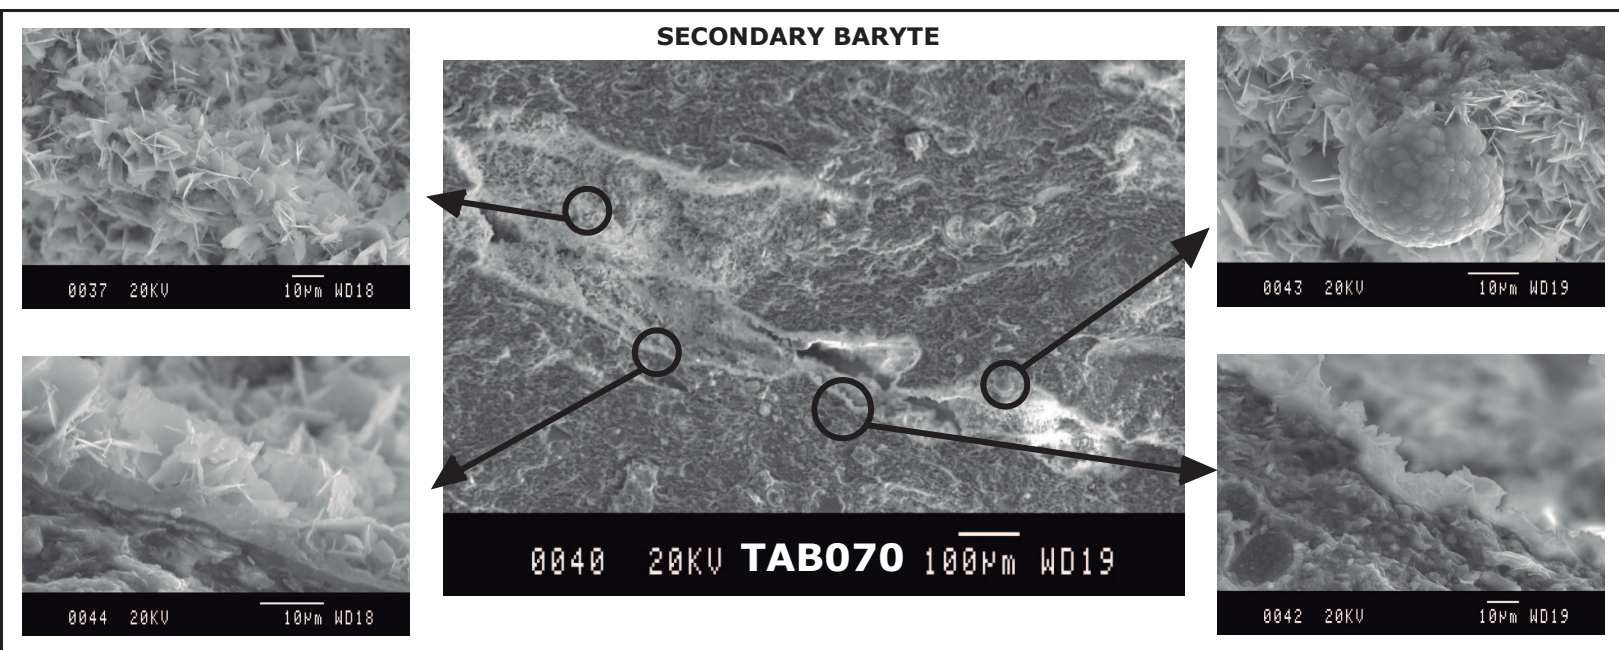 SECONDARY BARYTE
0037 20KV 10µm WD18
0043 20KV 10µm WD19
0040 20KV TAB070 100µm WD19
0044 20KV 10µm WD18
0042 20KV 10µm WD19